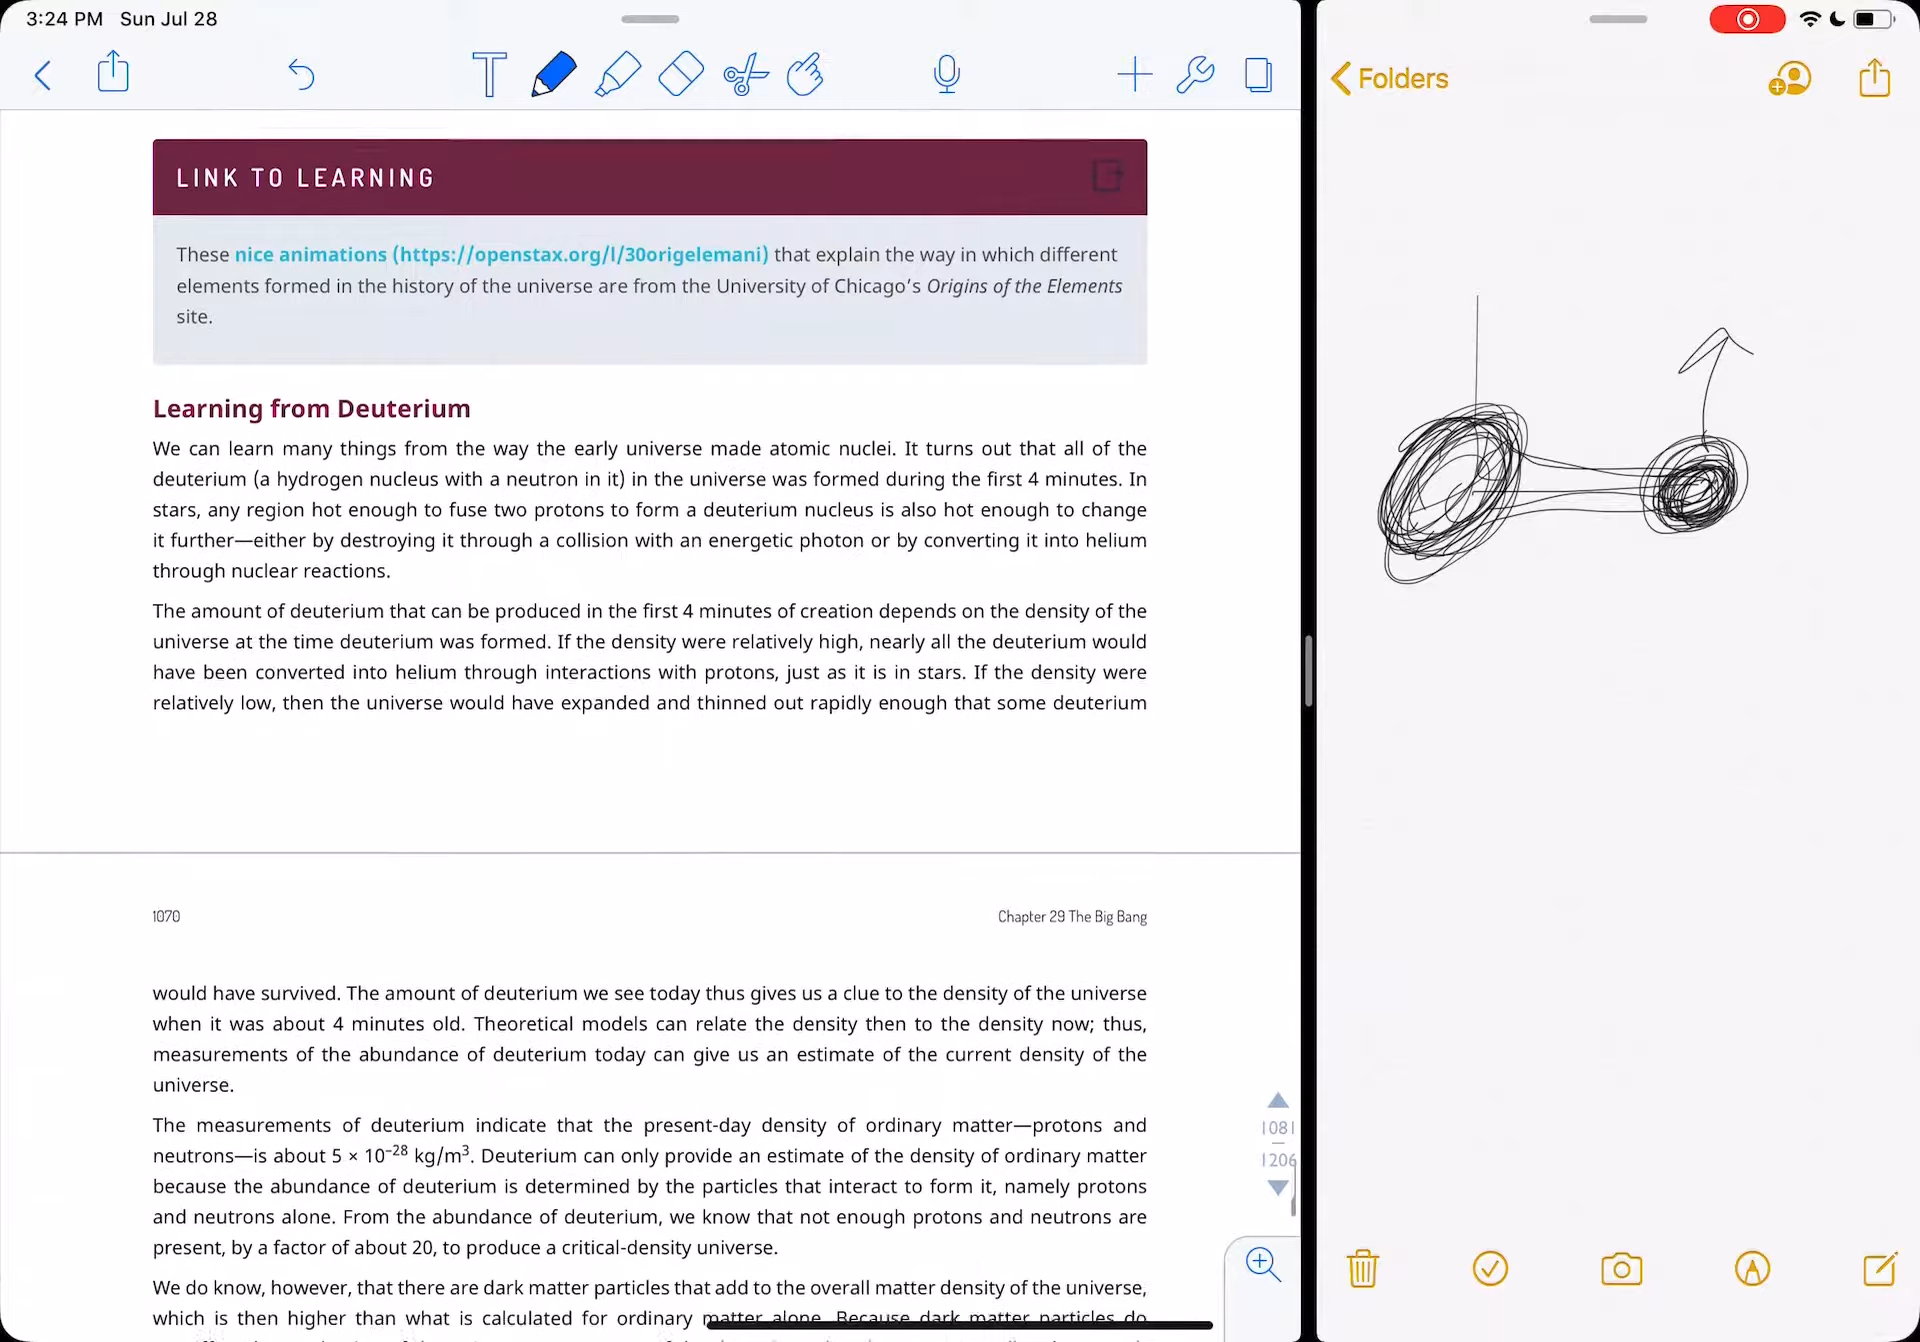 3:24 PM Sun Jul 28
Folders
LINK TO LEARNING
These nice animations (https://openstax.org/l/30origelemani) that explain the way in which different
elements formed in the history of the universe are from the University of Chicago’s Origins of the Elements
site.
Learning from Deuterium
We can learn many things from the way the early universe made atomic nuclei. It turns out that all of the
deuterium (a hydrogen nucleus with a neutron in it) in the universe was formed during the first 4 minutes. In
stars, any region hot enough to fuse two protons to form a deuterium nucleus is also hot enough to change
it further—either by destroying it through a collision with an energetic photon or by converting it into helium
through nuclear reactions.
The amount of deuterium that can be produced in the first 4 minutes of creation depends on the density of the
universe at the time deuterium was formed. If the density were relatively high, nearly all the deuterium would
have been converted into helium through interactions with protons, just as it is in stars. If the density were
relatively low, then the universe would have expanded and thinned out rapidly enough that some deuterium
1070 Chapter 29 The Big Bang
would have survived. The amount of deuterium we see today thus gives us a clue to the density of the universe
when it was about 4 minutes old. Theoretical models can relate the density then to the density now; thus,
measurements of the abundance of deuterium today can give us an estimate of the current density of the
universe.
The measurements of deuterium indicate that the present-day density of ordinary matter—protons and
neutrons—is about 5 × 10⁻²⁸ kg/m³. Deuterium can only provide an estimate of the density of ordinary matter
because the abundance of deuterium is determined by the particles that interact to form it, namely protons
and neutrons alone. From the abundance of deuterium, we know that not enough protons and neutrons are
present, by a factor of about 20, to produce a critical-density universe.
We do know, however, that there are dark matter particles that add to the overall matter density of the universe,
which is then higher than what is calculated for ordinary matter alone. Because dark matter particles do
1081
1206